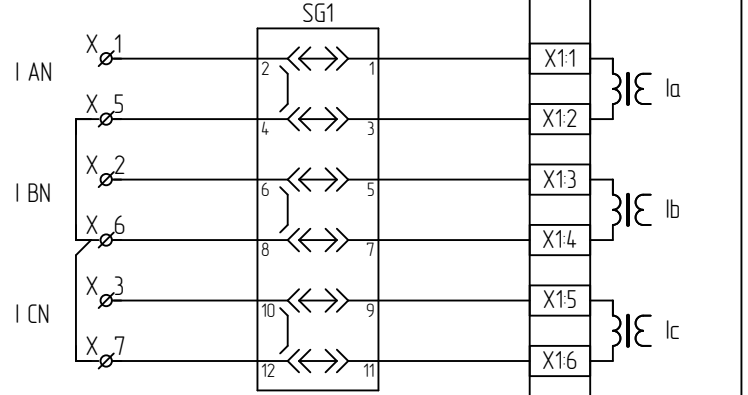 SG1
X 1 2 1 X1:1
I AN Ia
X 5 4 3 X1:2
X 2 6 5 X1:3
I BN Ib
X 6 8 7 X1:4
X 3 10 9 X1:5
I CN Ic
X 7 12 11 X1:6